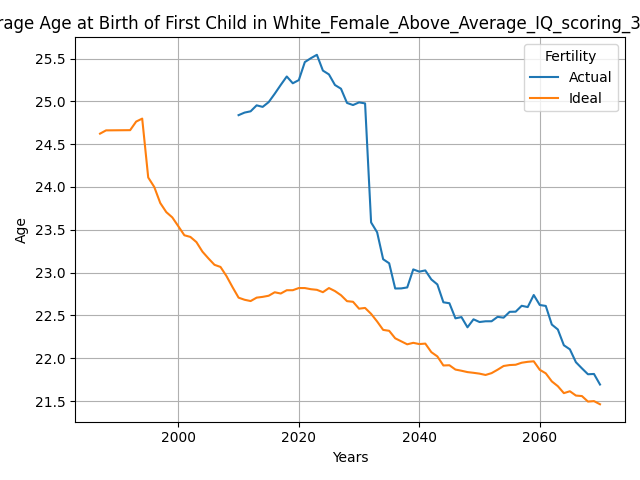 rage Age at Birth of First Child in White_Female_Above_Average_IQ_scoring_3
Fertility
Actual
Ideal
25.5
25.0
24.5
24.0
23.5
23.0
22.5
22.0
21.5
Age
2000
2020
2040
2060
Years